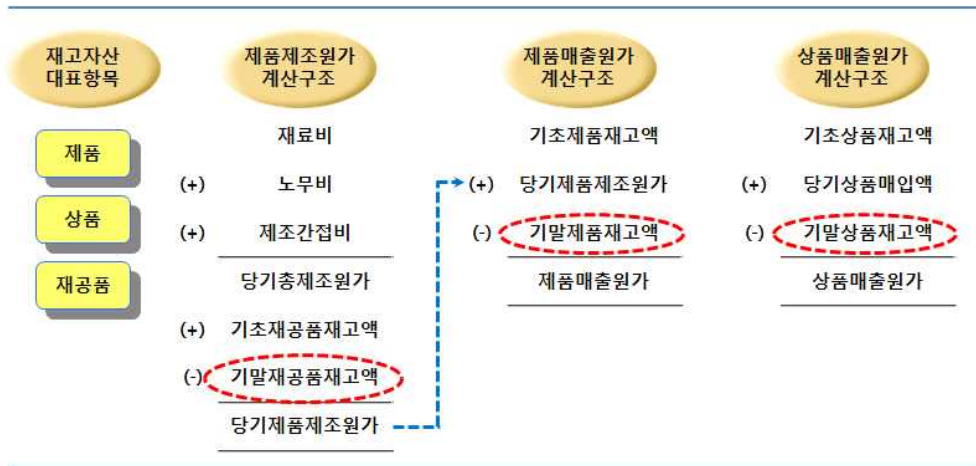 재고자산
대표항목
제품
상품
재공품
제품제조원가
계산구조
재료비
(+) 노무비
(+) 제조간접비
당기총제조원가
(+) 기초재공품재고액
(-) 기말재공품재고액
당기제품제조원가
제품매출원가
계산구조
기초제품재고액
(+) 당기제품제조원가
(-) 기말제품재고액
제품매출원가
상품매출원가
계산구조
기초상품재고액
(+) 당기상품매입액
(-) 기말상품재고액
상품매출원가